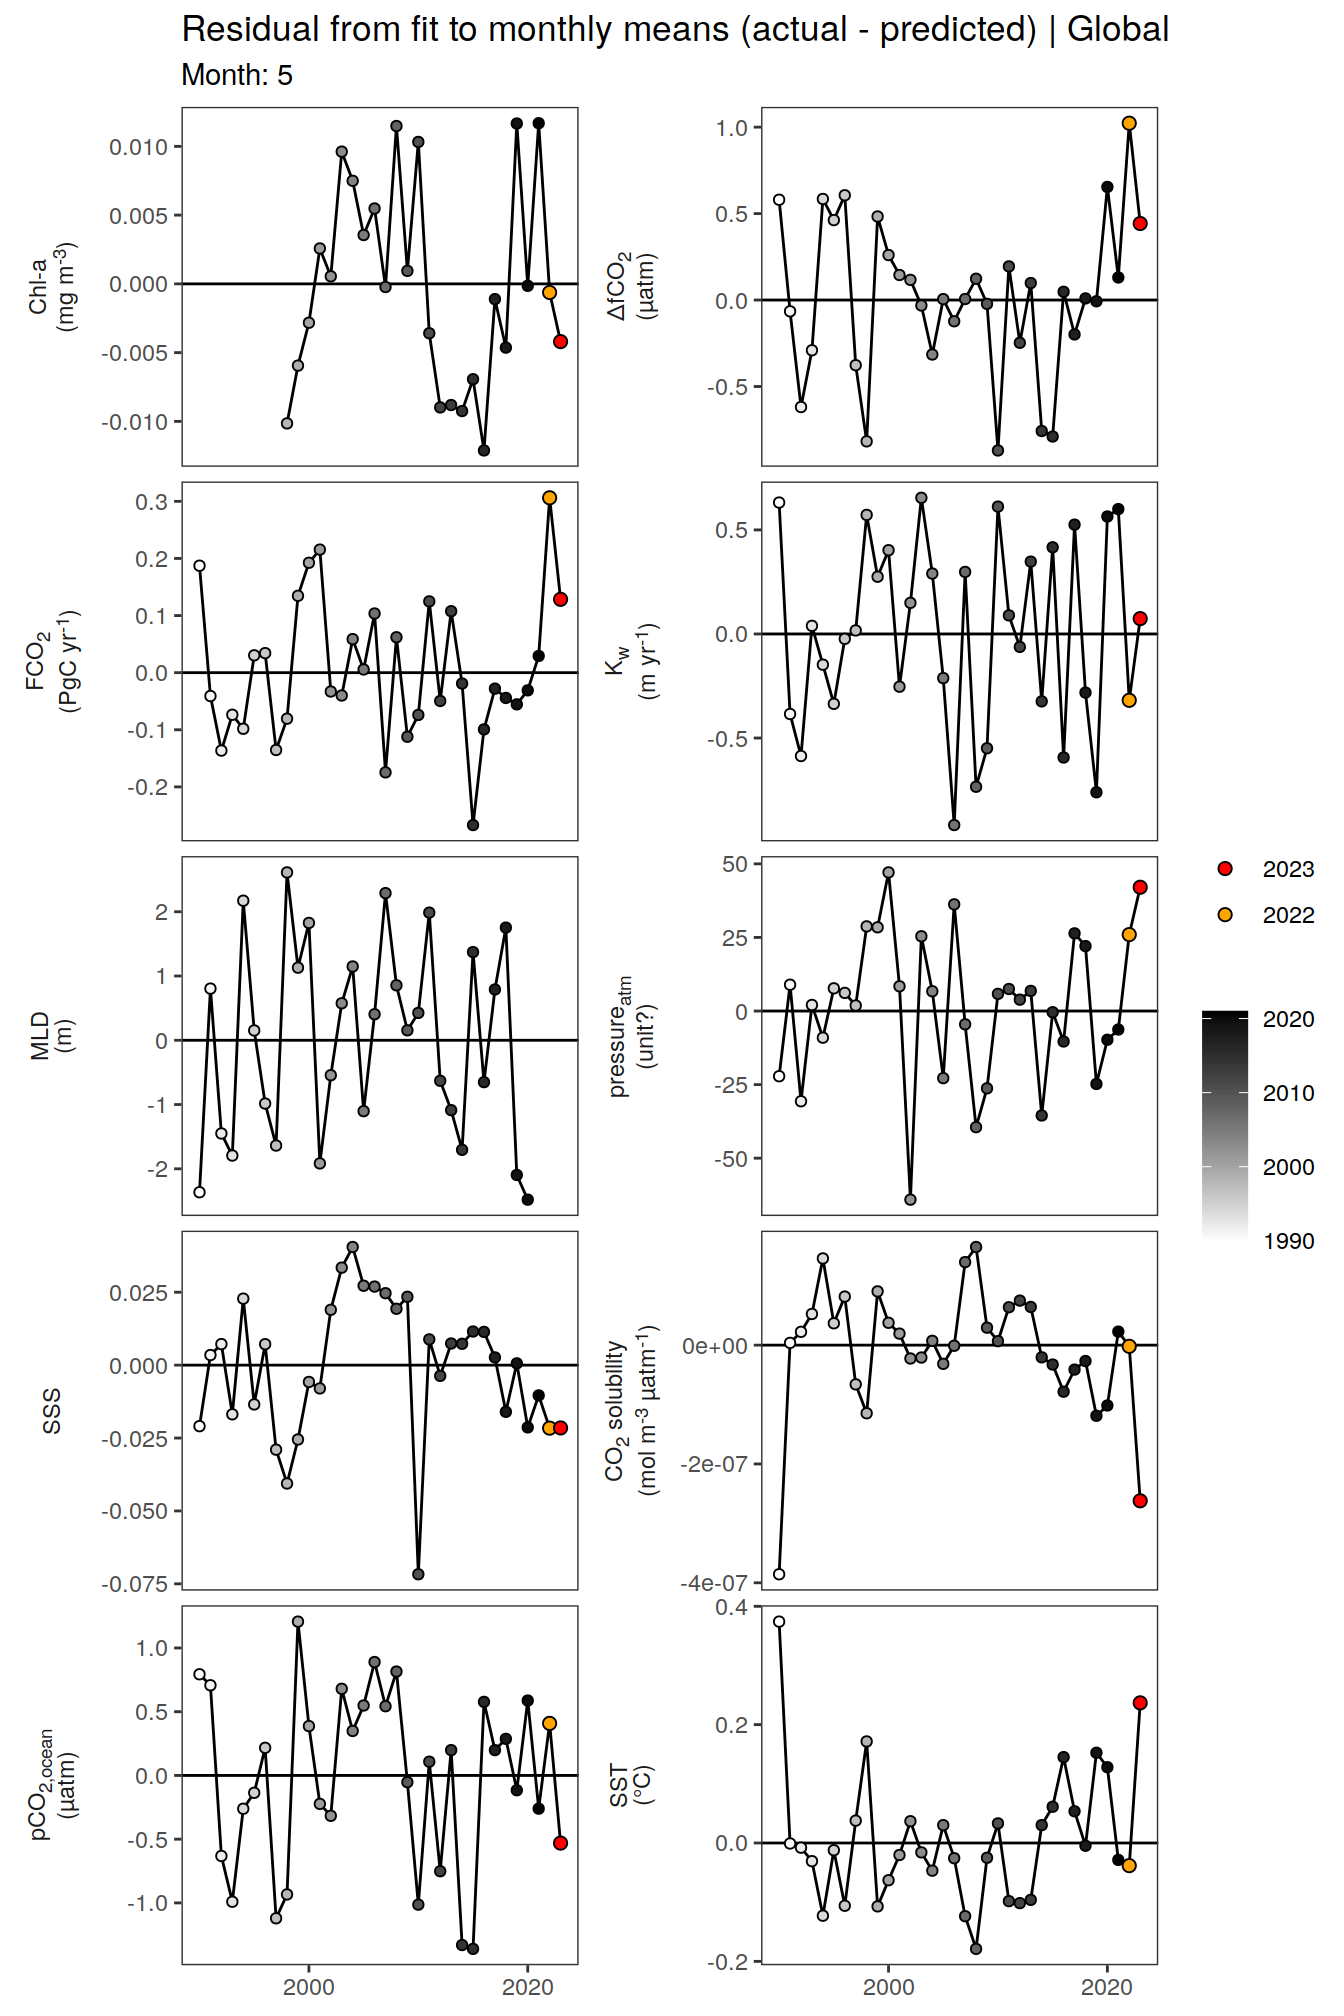 Residual from fit to monthly means (actual - predicted) | Global
Month: 5
Chl-a
(mg m-3)
0.010
0.005
0.000
-0.005
-0.010
ΔfCO2
(µatm)
1.0
0.5
0.0
-0.5
FCO2
(PgC yr-1)
0.3
0.2
0.1
0.0
-0.1
-0.2
Kw
(m yr-1)
0.5
0.0
-0.5
MLD
(m)
2
1
0
-1
-2
pressureatm
(unit?)
50
25
0
-25
-50
SSS
0.025
0.000
-0.025
-0.050
-0.075
CO2 solubility
(mol m-3 µatm-1)
0e+00
-2e-07
-4e-07
pCO2,ocean
(µatm)
1.0
0.5
0.0
-0.5
-1.0
2000
2020
SST
(°C)
0.4
0.2
0.0
-0.2
2000
2020
2023
2022
2020
2010
2000
1990